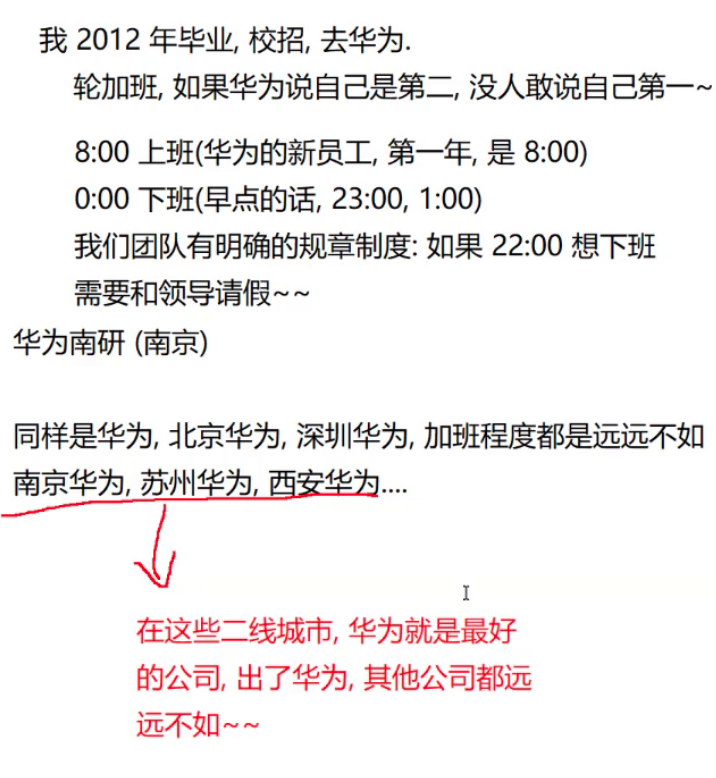 我 2012 年毕业, 校招, 去华为.
轮加班, 如果华为说自己是第二, 没人敢说自己第一~
8:00 上班(华为的新员工, 第一年, 是 8:00)
0:00 下班(早点的话, 23:00, 1:00)
我们团队有明确的规章制度: 如果 22:00 想下班
需要和领导请假~~
华为南研 (南京)
同样是华为, 北京华为, 深圳华为, 加班程度都是远远不如
南京华为, 苏州华为, 西安华为....
在这些二线城市, 华为就是最好
的公司, 出了华为, 其他公司都远
远不如~~